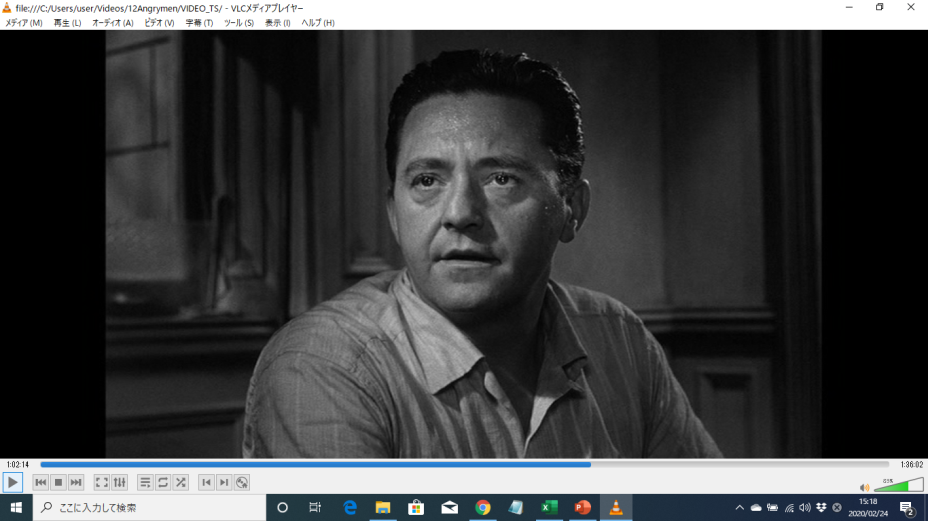 file:///C:/Users/user/Videos/12Angrymen/VIDEO_TS/ - VLCメディアプレイヤー
メディア(M) 再生(L) オーディオ(A) ビデオ(V) 字幕(T) ツール(S) 表示(I) ヘルプ(H)
1:02:14 1:36:02
ここに入力して検索
15:18
2020/02/24
2